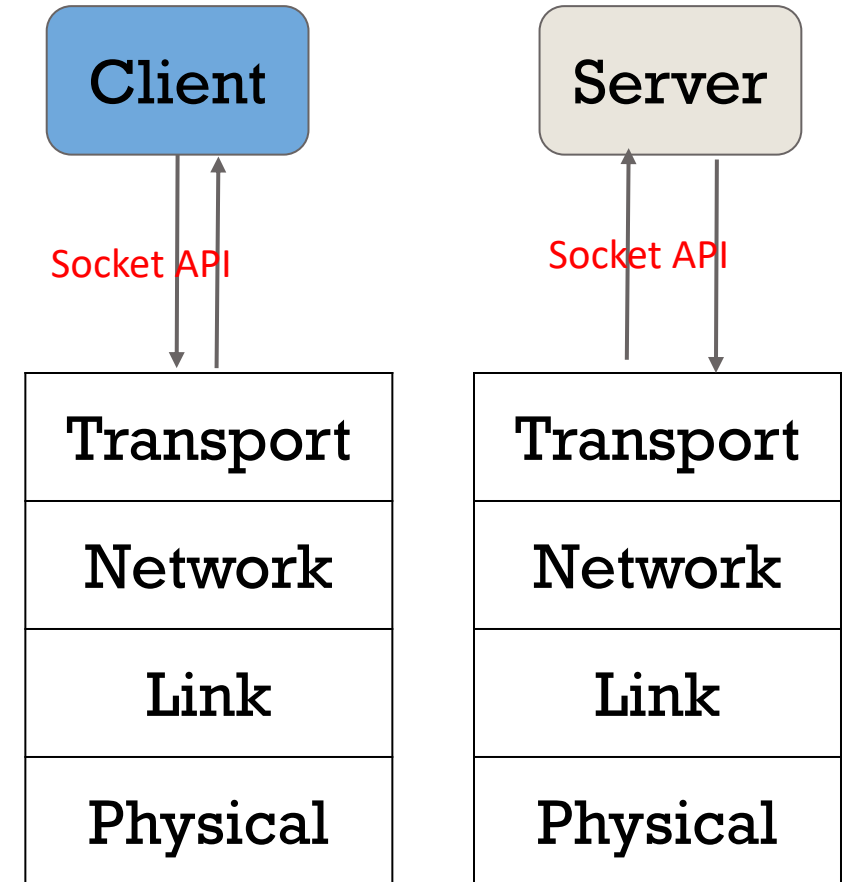 Client
Server
Socket API
Socket API
Transport
Transport
Network
Network
Link
Link
Physical
Physical